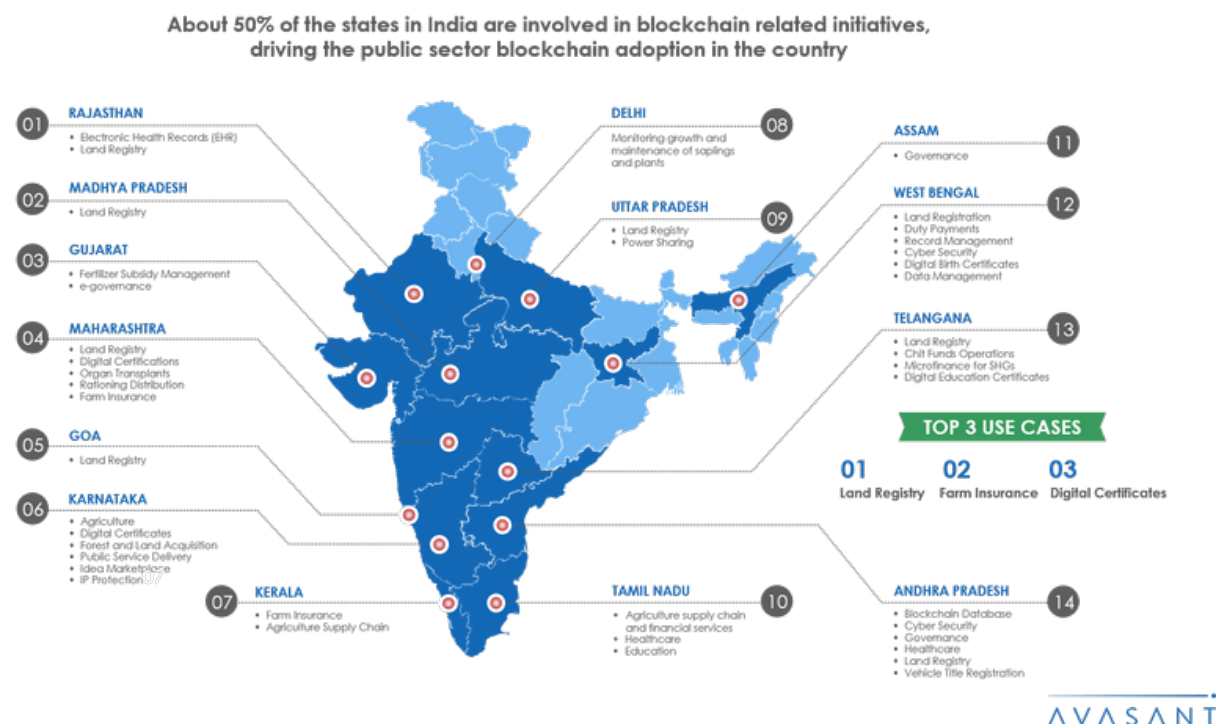 About 50% of the states in India are involved in blockchain related initiatives,
driving the public sector blockchain adoption in the country
01
RAJASTHAN
• Electronic Health Records (EHR)
• Land Registry
02
MADHYA PRADESH
• Land Registry
03
GUJARAT
• Fertilizer Subsidy Management
• e-governance
04
MAHARASHTRA
• Land Registry
• Digital Certifications
• Organ Transplants
• Rationing Distribution
• Farm Insurance
05
GOA
• Land Registry
06
KARNATAKA
• Agriculture
• Digital Certificates
• Forest and Land Acquisition
• Public Service Delivery
• Idea Marketplace
• IP Protection
07
07
KERALA
• Farm Insurance
• Agriculture Supply Chain
DELHI
08
Monitoring growth and
maintenance of saplings
and plants
UTTAR PRADESH
09
• Land Registry
• Power Sharing
TAMIL NADU
10
• Agriculture supply chain
and financial services
• Healthcare
• Education
ASSAM
11
• Governance
WEST BENGAL
12
• Land Registration
• Duty Payments
• Record Management
• Cyber Security
• Digital Birth Certificates
• Data Management
TELANGANA
13
• Land Registry
• Chit Funds Operations
• Microfinance for SHGs
• Digital Education Certificates
TOP 3 USE CASES
01 02 03
Land Registry Farm Insurance Digital Certificates
ANDHRA PRADESH
14
• Blockchain Database
• Cyber Security
• Governance
• Healthcare
• Land Registry
• Vehicle Title Registration
AVASANT